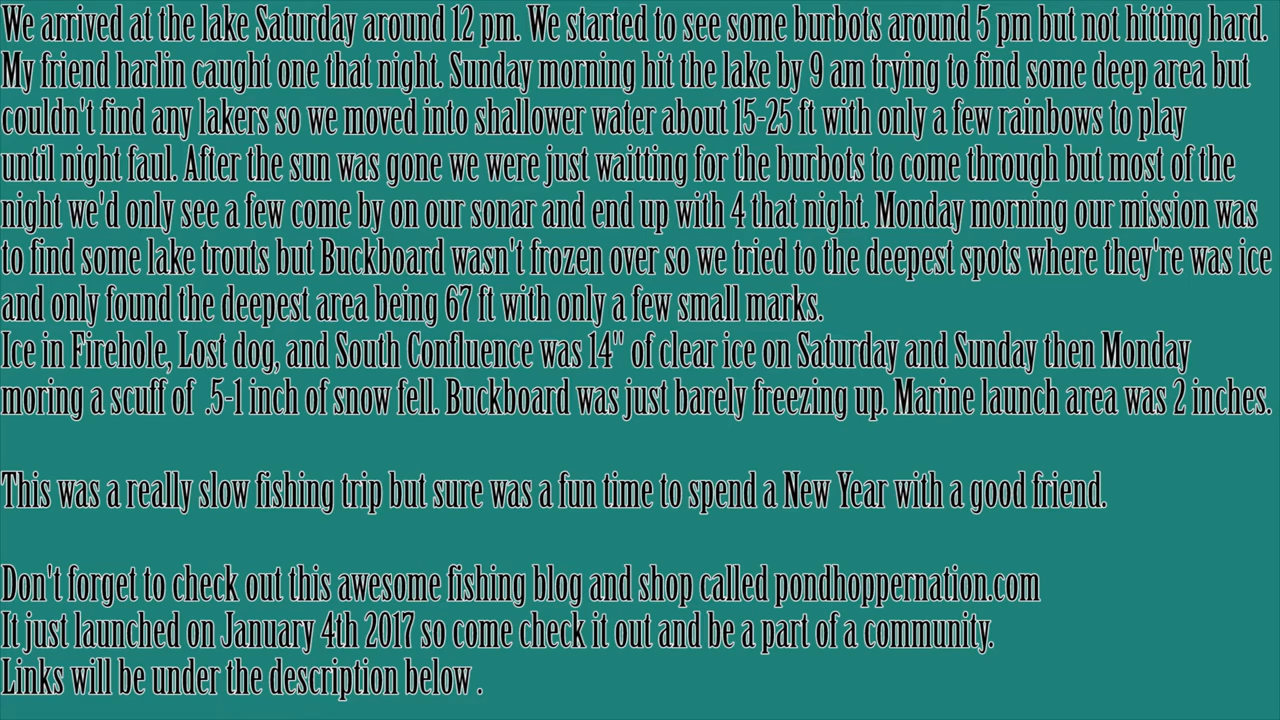 We arrived at the lake Saturday around 12 pm. We started to see some burbots around 5 pm but not hitting hard.
My friend harlin caught one that night. Sunday morning hit the lake by 9 am trying to find some deep area but
couldn't find any lakers so we moved into shallower water about 15-25 ft with only a few rainbows to play
until night faul. After the sun was gone we were just waitting for the burbots to come through but most of the
night we'd only see a few come by on our sonar and end up with 4 that night. Monday morning our mission was
to find some lake trouts but Buckboard wasn't frozen over so we tried to the deepest spots where they're was ice
and only found the deepest area being 67 ft with only a few small marks.
Ice in Firehole, Lost dog, and South Confluence was 14" of clear ice on Saturday and Sunday then Monday
moring a scuff of .5-1 inch of snow fell. Buckboard was just barely freezing up. Marine launch area was 2 inches.
This was a really slow fishing trip but sure was a fun time to spend a New Year with a good friend.
Don't forget to check out this awesome fishing blog and shop called pondhoppernation.com
It just launched on January 4th 2017 so come check it out and be a part of a community.
Links will be under the description below .